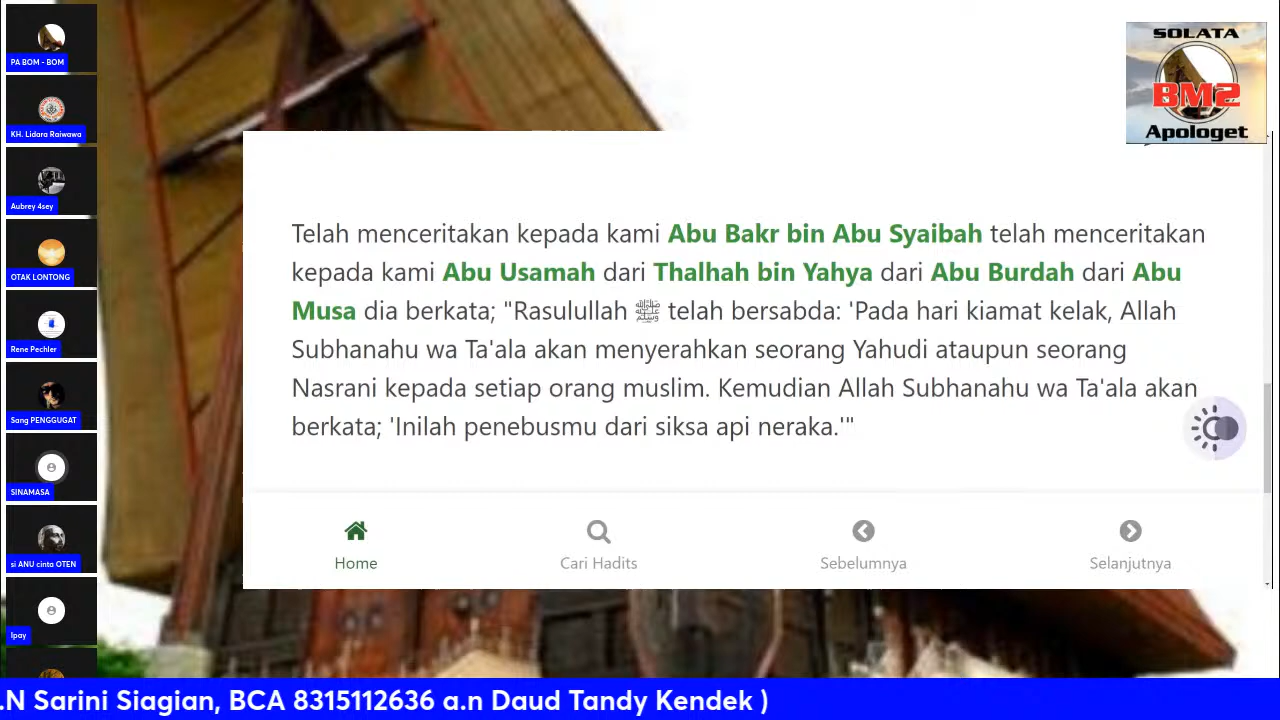 PA BOM - BOM
KH. Lidara Raiwawa
Aubrey 4sey
OTAK LONTONG
Rene Pechler
Sang PENGGUGAT
SINAMASA
si ANU cinta OTEN
Ipay
SOLATA
BM2
Apologet
Telah menceritakan kepada kami Abu Bakr bin Abu Syaibah telah menceritakan
kepada kami Abu Usamah dari Thalhah bin Yahya dari Abu Burdah dari Abu
Musa dia berkata; "Rasulullah ﷺ telah bersabda: 'Pada hari kiamat kelak, Allah
Subhanahu wa Ta'ala akan menyerahkan seorang Yahudi ataupun seorang
Nasrani kepada setiap orang muslim. Kemudian Allah Subhanahu wa Ta'ala akan
berkata; 'Inilah penebusmu dari siksa api neraka.'"
Home
Cari Hadits
Sebelumnya
Selanjutnya
.N Sarini Siagian, BCA 8315112636 a.n Daud Tandy Kendek )